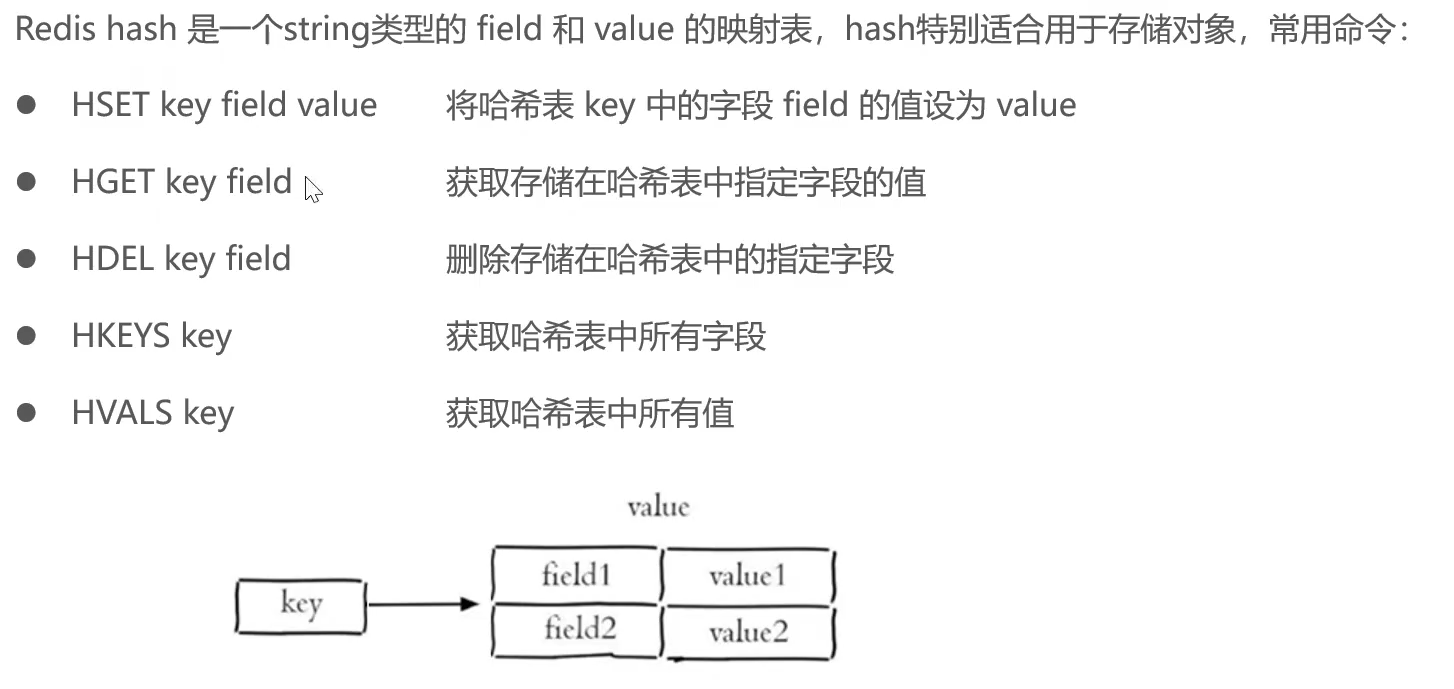 Redis hash 是一个string类型的 field 和 value 的映射表，hash特别适合用于存储对象，常用命令：
● HSET key field value 将哈希表 key 中的字段 field 的值设为 value
● HGET key field 获取存储在哈希表中指定字段的值
● HDEL key field 删除存储在哈希表中的指定字段
● HKEYS key 获取哈希表中所有字段
● HVALS key 获取哈希表中所有值
value
field1 value1
key
field2 value2